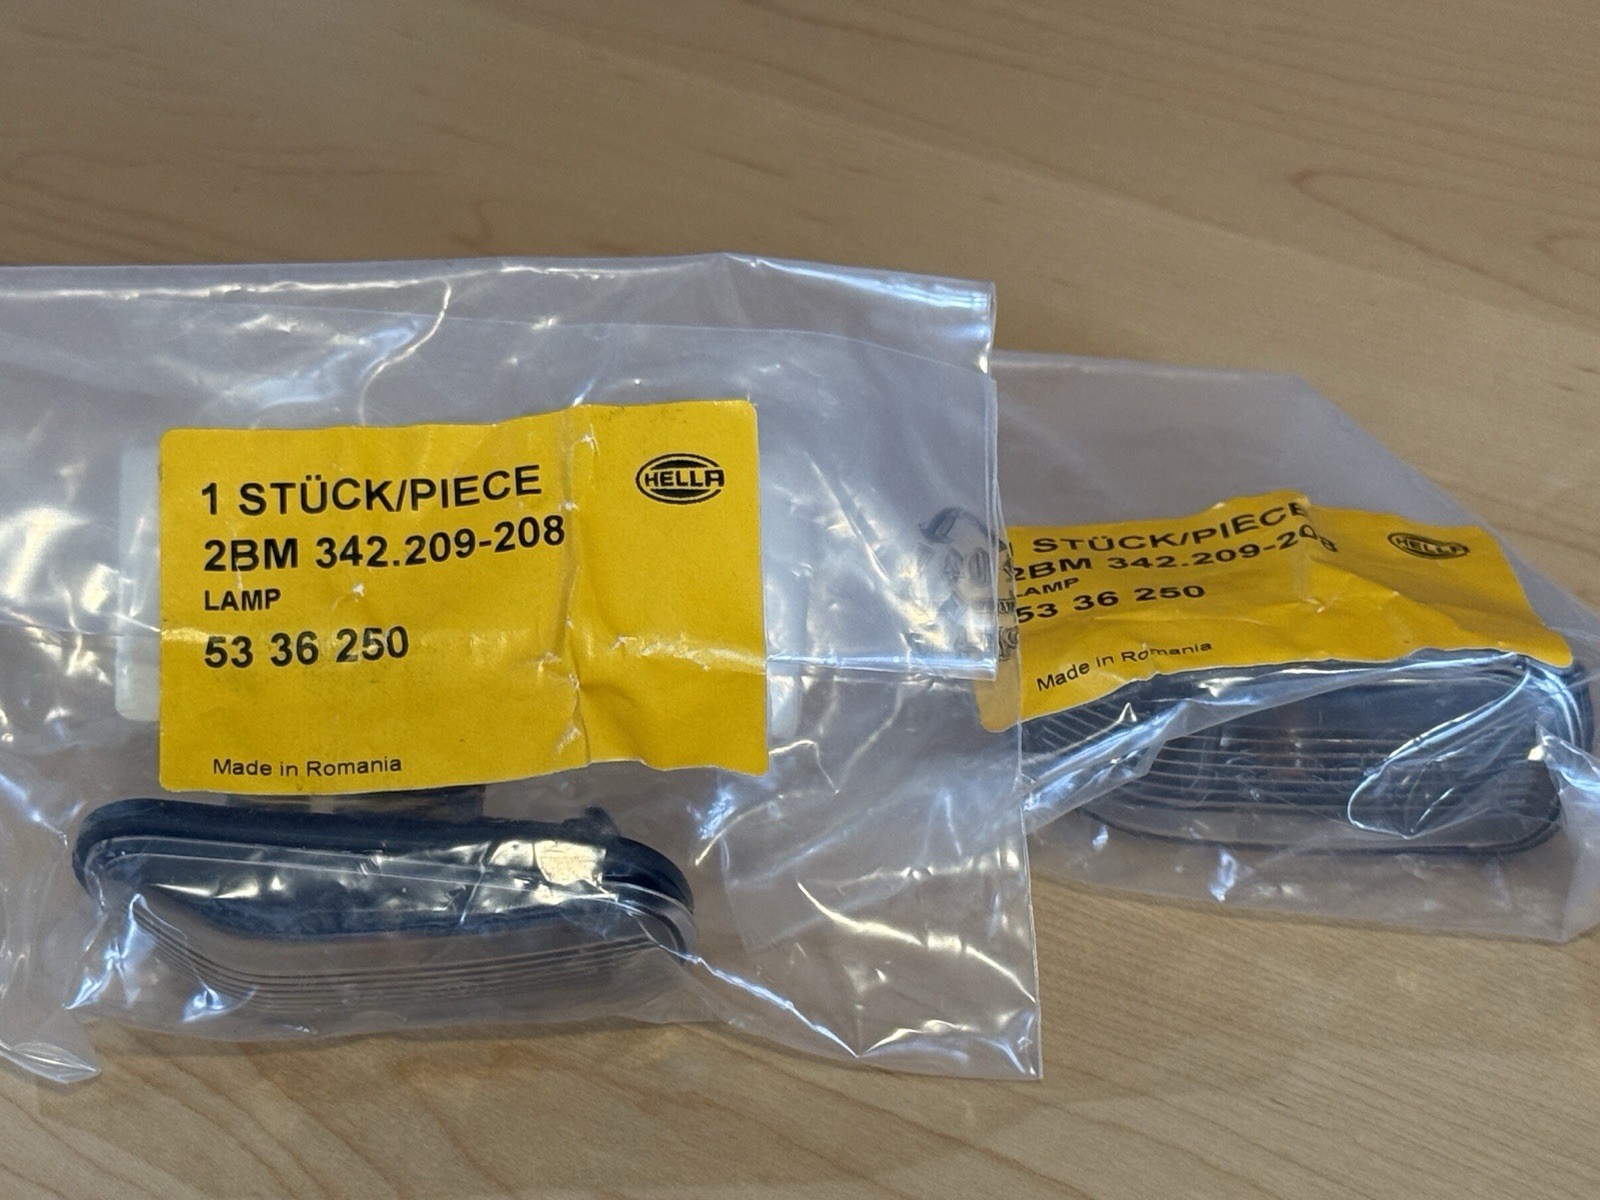 1 STÜCK/PIECE
HELLA
2BM 342.209-208
LAMP
53 36 250
Made in Romania
1 STÜCK/PIECE
HELLA
2BM 342.209-208
LAMP
53 36 250
Made in Romania